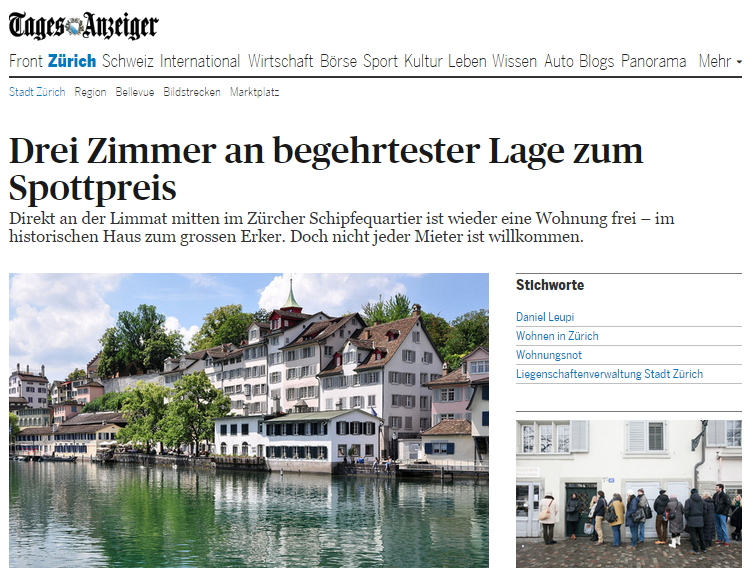 Tages Anzeiger
Front Zürich Schweiz International Wirtschaft Börse Sport Kultur Leben Wissen Auto Blogs Panorama Mehr
Stadt Zürich Region Bellevue Bildstrecken Marktplatz
Drei Zimmer an begehrtester Lage zum
Spottpreis
Direkt an der Limmat mitten im Zürcher Schipfequartier ist wieder eine Wohnung frei – im
historischen Haus zum grossen Erker. Doch nicht jeder Mieter ist willkommen.
Stichworte
Daniel Leupi
Wohnen in Zürich
Wohnungsnot
Liegenschaftenverwaltung Stadt Zürich